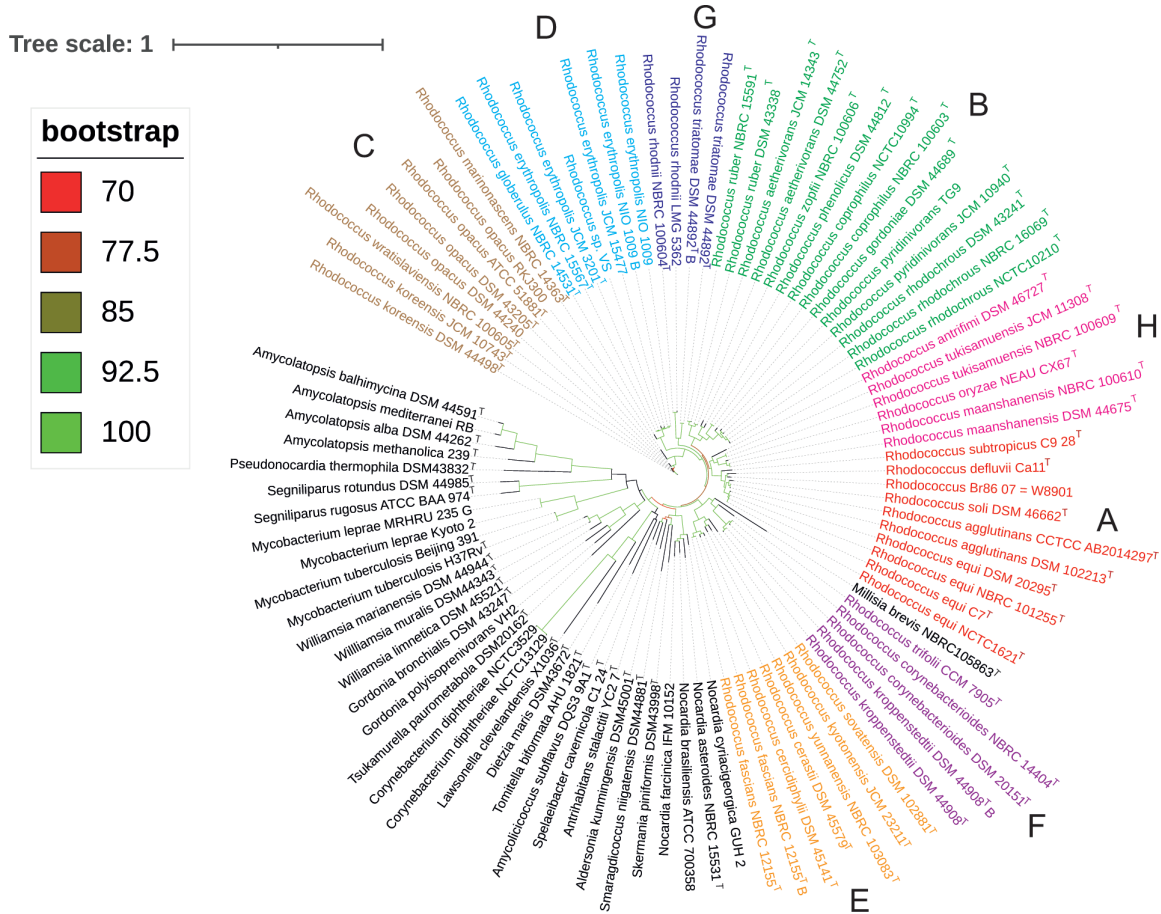 Tree scale: 1
bootstrap
70
77.5
85
92.5
100
C
D
G
B
H
A
F
E
Rhodococcus koreensis DSM 44498T
Rhodococcus koreensis JCM 10743T
Rhodococcus wratislaviensis NBRC 100605T
Rhodococcus opacus DSM 44240
Rhodococcus opacus DSM 43205T
Rhodococcus opacus ATCC 51881T
Rhodococcus opacus RKJ300
Rhodococcus marinonascens NBRC 14363T
Rhodococcus globerulus NBRC 14531T
Rhodococcus erythropolis NBRC 15567T
Rhodococcus erythropolis JCM 3201T
Rhodococcus sp. VS
Rhodococcus erythropolis JCM 15477
Rhodococcus erythropolis NIO 1009 B
Rhodococcus erythropolis NIO 1009
Rhodococcus rhodnii NBRC 100604T
Rhodococcus rhodnii LMG 5362
Rhodococcus triatomae DSM 44892T B
Rhodococcus triatomae DSM 44892T
Rhodococcus ruber NBRC 15591T
Rhodococcus ruber DSM 43338T
Rhodococcus aetherivorans JCM 14343T
Rhodococcus aetherivorans DSM 44752T
Rhodococcus zopfii NBRC 100606T
Rhodococcus phenolicus DSM 44812T
Rhodococcus coprophilus NCTC10994T
Rhodococcus coprophilus NBRC 100603T
Rhodococcus gordoniae DSM 44689T
Rhodococcus pyridinivorans TG9
Rhodococcus pyridinivorans JCM 10940T
Rhodococcus rhodochrous DSM 43241T
Rhodococcus rhodochrous NBRC 16069T
Rhodococcus rhodochrous NCTC10210T
Rhodococcus antrifimi DSM 46727T
Rhodococcus tukisamuensis JCM 11308T
Rhodococcus tukisamuensis NBRC 100609T
Rhodococcus oryzae NEAU CX67T
Rhodococcus maanshanensis NBRC 100610T
Rhodococcus maanshanensis DSM 44675T
Rhodococcus subtropicus C9 28T
Rhodococcus defluvii Ca11T
Rhodococcus Br86 07 = W8901
Rhodococcus soli DSM 46662T
Rhodococcus agglutinans CCTCC AB2014297T
Rhodococcus agglutinans DSM 102213T
Rhodococcus equi DSM 20295T
Rhodococcus equi NBRC 101255T
Rhodococcus equi C7T
Rhodococcus equi NCTC1621T
Millisia brevis NBRC105863T
Rhodococcus trifolii CCM 7905T
Rhodococcus corynebacterioides NBRC 14404T
Rhodococcus corynebacterioides DSM 20151T
Rhodococcus kroppenstedtii DSM 44908T B
Rhodococcus kroppenstedtii DSM 44908T
Rhodococcus sovatensis DSM 102881T
Rhodococcus kyotonensis JCM 23211T
Rhodococcus yunnanensis NBRC 103083T
Rhodococcus cerastii DSM 45579T
Rhodococcus cercidiphylii DSM 45141T
Rhodococcus fascians NBRC 12155T B
Rhodococcus fascians NBRC 12155T
Nocardia cyriacigeorgica GUH 2
Nocardia asteroides NBRC 15531T
Nocardia brasiliensis ATCC 700358
Nocardia farcinica IFM 10152
Skermania piniformis DSM43998T
Smaragdicoccus niigatensis DSM44881T
Aldersonia kunmingensis DSM45001T
Antrihabitans stalactiti YC2 7T
Spelaeibacter cavernicola C1 24T
Amycolicicoccus subflavus DQS3 9A1T
Tomitella biformata AHU 1821T
Dietzia maris DSM43672T
Lawsonella clevelandensis X1036T
Corynebacterium diphtheriae NCTC13129
Corynebacterium diphtheriae NCTC3529
Tsukamurella paurometabola DSM20162T
Gordonia polyisoprenivorans VH2
Gordonia bronchialis DSM 43247T
Williamsia limnetica DSM 45521T
Willliamsia muralis DSM44343T
Williamsia marianensis DSM 44944T
Mycobacterium tuberculosis H37RvT
Mycobacterium tuberculosis Beijing 391
Mycobacterium leprae Kyoto 2
Mycobacterium leprae MRHRU 235 G
Segniliparus rugosus ATCC BAA 974T
Segniliparus rotundus DSM 44985T
Pseudonocardia thermophila DSM43832T
Amycolatopsis methanolica 239T
Amycolatopsis alba DSM 44262T
Amycolatopsis mediterranei RB
Amycolatopsis balhimycina DSM 44591T